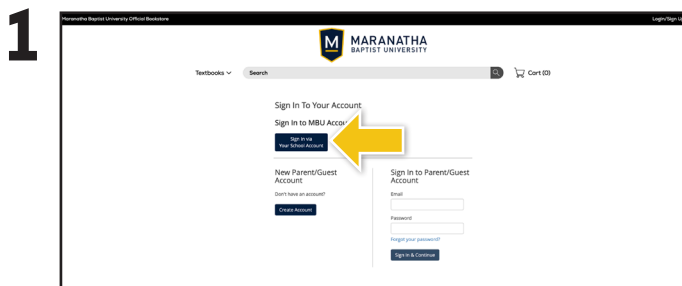 1
Maranatha Baptist University Official Bookstore
Login/Sign U
M MARANATHA
BAPTIST UNIVERSITY
Textbooks
Search
Cart (0)
Sign In To Your Account
Sign In to MBU Accou
Sign In via
Your School Account
New Parent/Guest
Account
Don't have an account?
Create Account
Sign In to Parent/Guest
Account
Email
Password
Forgot your password?
Sign In & Continue